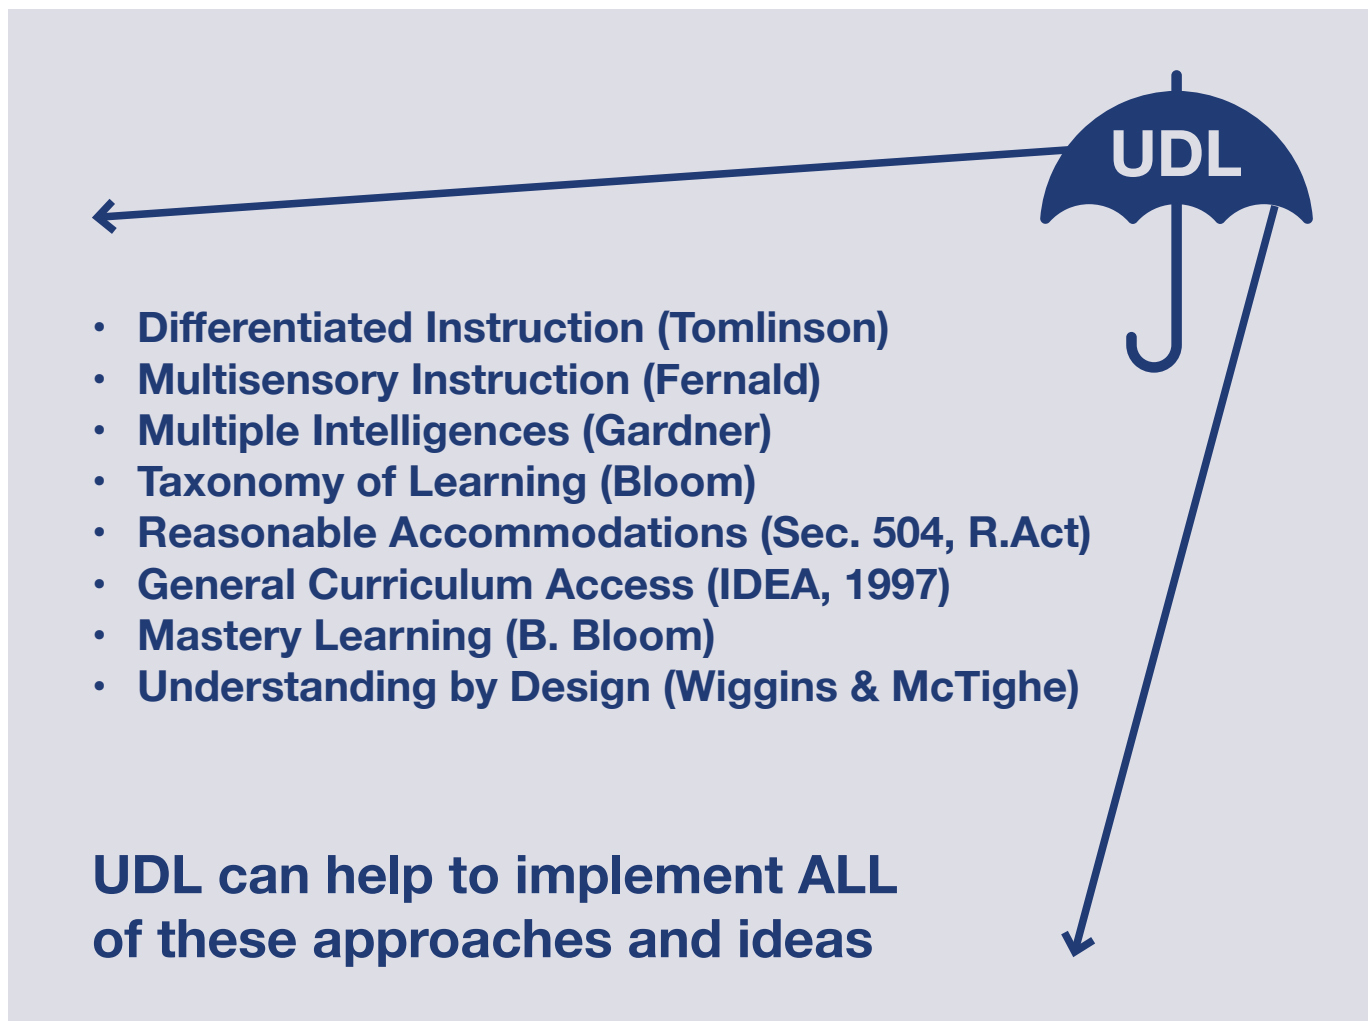 UDL
• Differentiated Instruction (Tomlinson)
• Multisensory Instruction (Fernald)
• Multiple Intelligences (Gardner)
• Taxonomy of Learning (Bloom)
• Reasonable Accommodations (Sec. 504, R.Act)
• General Curriculum Access (IDEA, 1997)
• Mastery Learning (B. Bloom)
• Understanding by Design (Wiggins & McTighe)
UDL can help to implement ALL
of these approaches and ideas